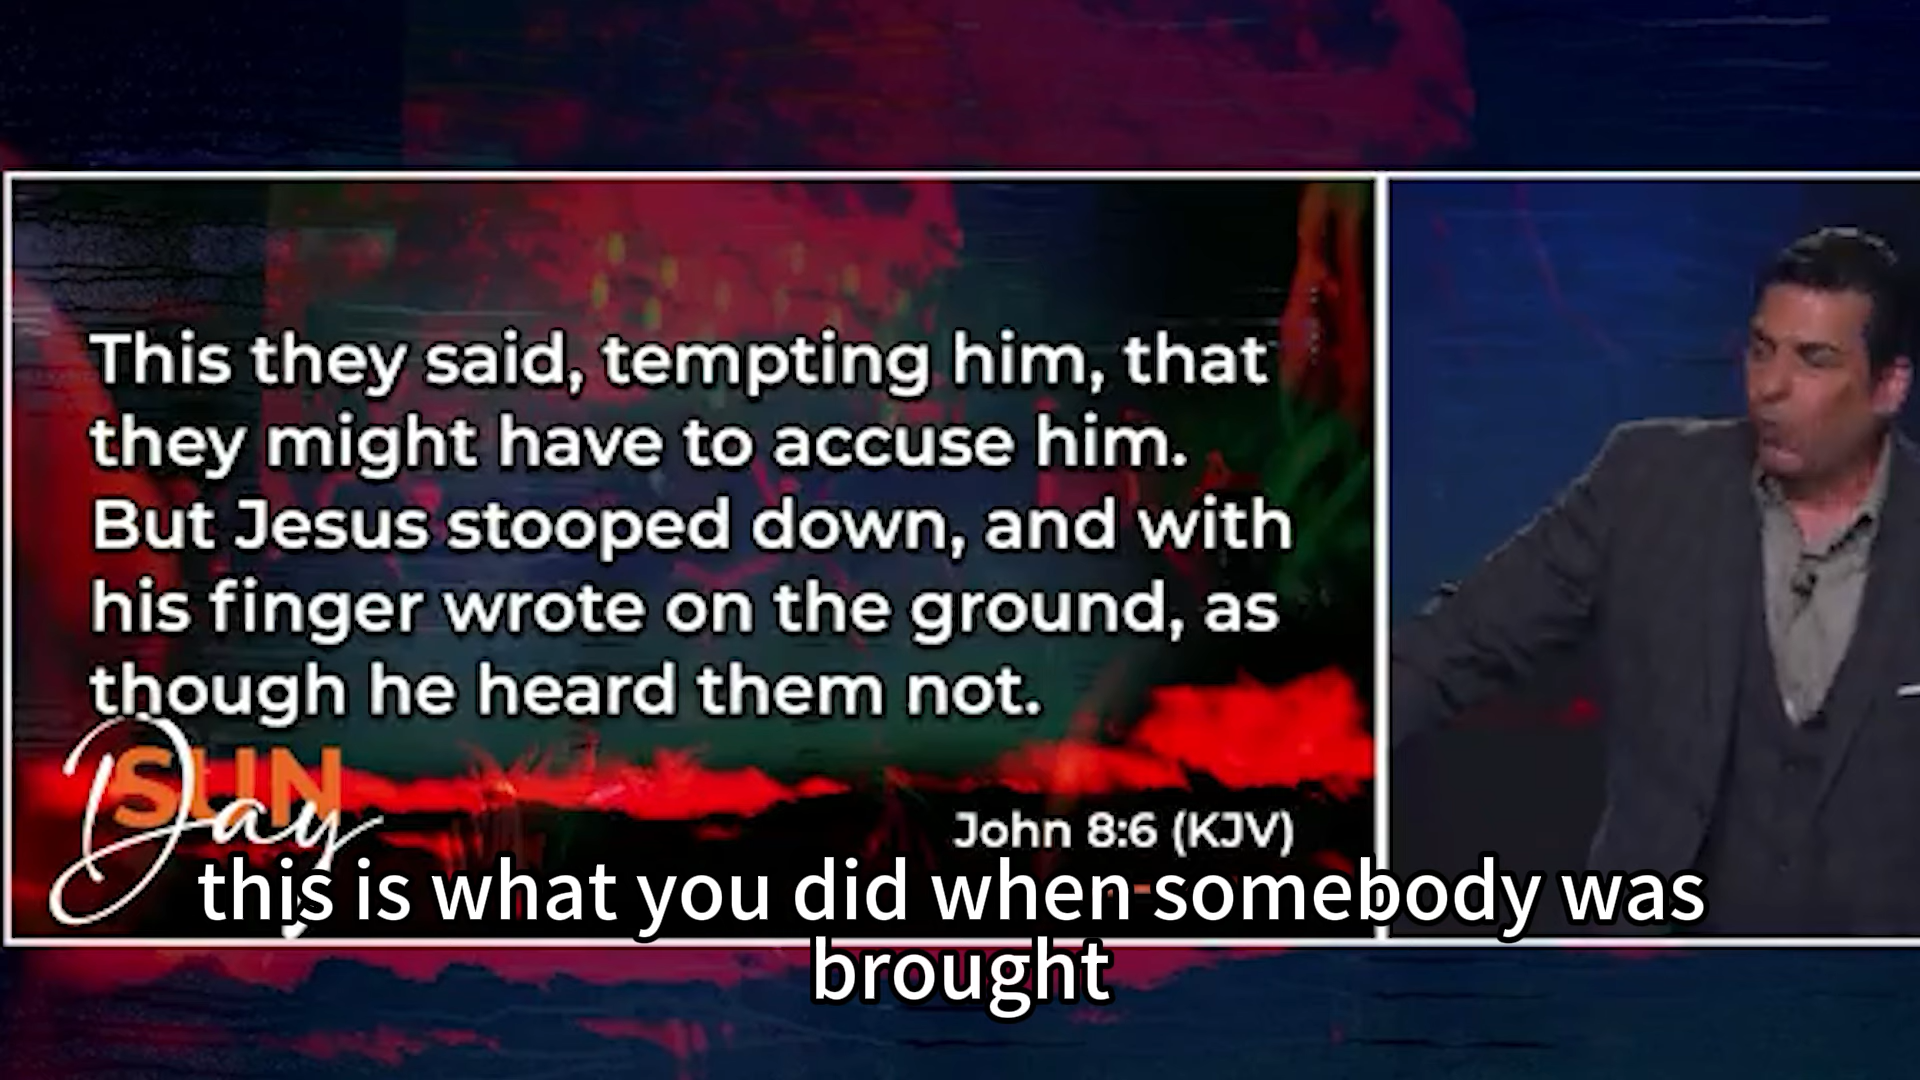 This they said, tempting him, that
they might have to accuse him.
But Jesus stooped down, and with
his finger wrote on the ground, as
though he heard them not.
SUN
Day
John 8:6 (KJV)
this is what you did when somebody was
brought